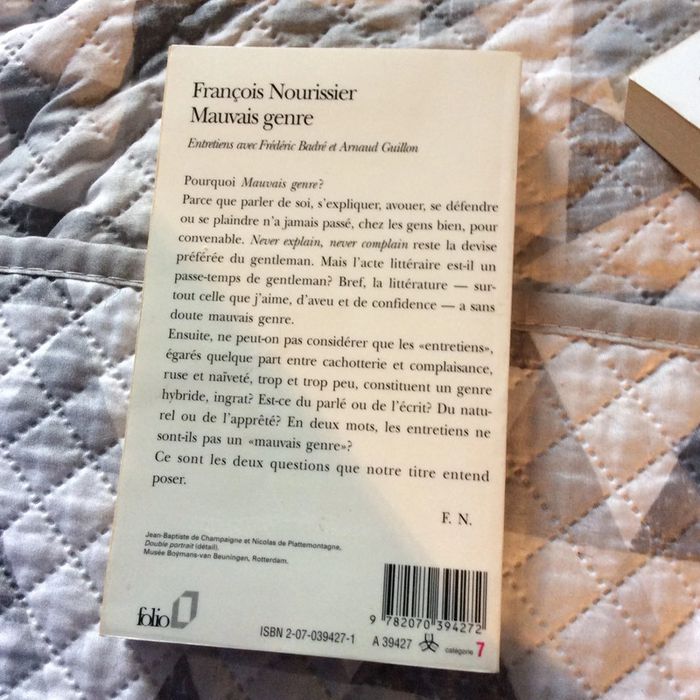 François Nourissier
Mauvais genre
Entretiens avec Frédéric Badré et Arnaud Guillon
Pourquoi Mauvais genre?
Parce que parler de soi, s'expliquer, avouer, se défendre
ou se plaindre n'a jamais passé, chez les gens bien, pour
convenable. Never explain, never complain reste la devise
préférée du gentleman. Mais l'acte littéraire est-il un
passe-temps de gentleman? Bref, la littérature — sur-
tout celle que j'aime, d'aveu et de confidence — a sans
doute mauvais genre.
Ensuite, ne peut-on pas considérer que les «entretiens»,
égarés quelque part entre cachotterie et complaisance,
ruse et naïveté, trop et trop peu, constituent un genre
hybride, ingrat? Est-ce du parlé ou de l'écrit? Du natu-
rel ou de l'apprêté? En deux mots, les entretiens ne
sont-ils pas un «mauvais genre»?
Ce sont les deux questions que notre titre entend
poser.
F. N.
Jean-Baptiste de Champaigne et Nicolas de Plattemontagne,
Double portrait (détail).
Musée Boymans-van Beuningen, Rotterdam.
folio
ISBN 2-07-039427-1
9 782070 394272
A 39427
catégorie 7